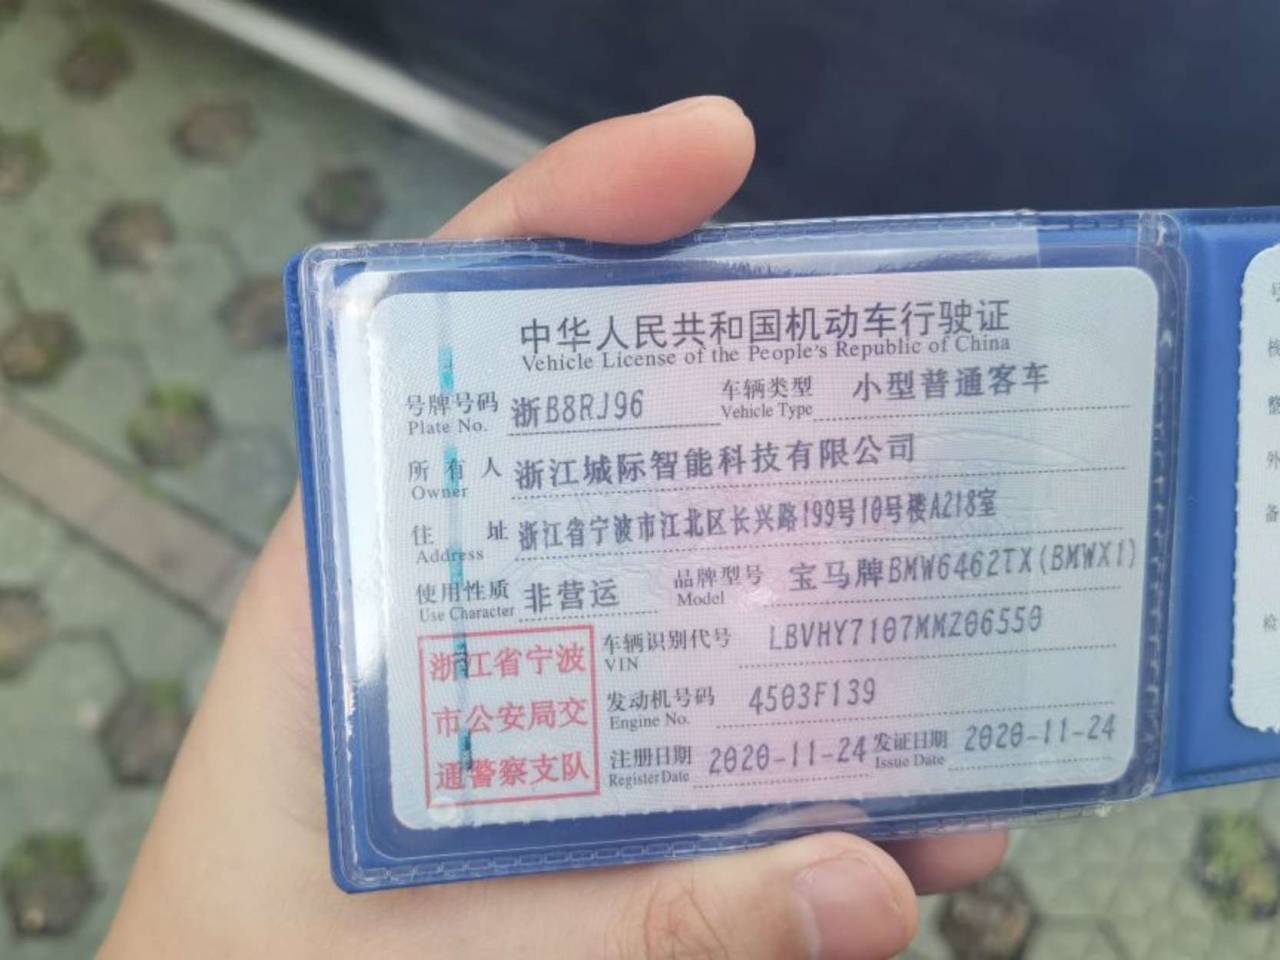 中华人民共和国机动车行驶证
Vehicle License of the People's Republic of China
号牌号码 浙B8RJ96 车辆类型 小型普通客车
Plate No. Vehicle Type
所有人 浙江城际智能科技有限公司
Owner
住址 浙江省宁波市江北区长兴路199号10号楼A218室
Address
使用性质 非营运 品牌型号 宝马牌BMW6462TX(BMWX1)
Use Character Model
浙江省宁波
市公安局交
通警察支队
车辆识别代号 LBVHY7107MMZ06550
VIN
发动机号码 4503F139
Engine No.
注册日期 2020-11-24 发证日期 2020-11-24
Register Date Issue Date
号
核
整
外
备
检